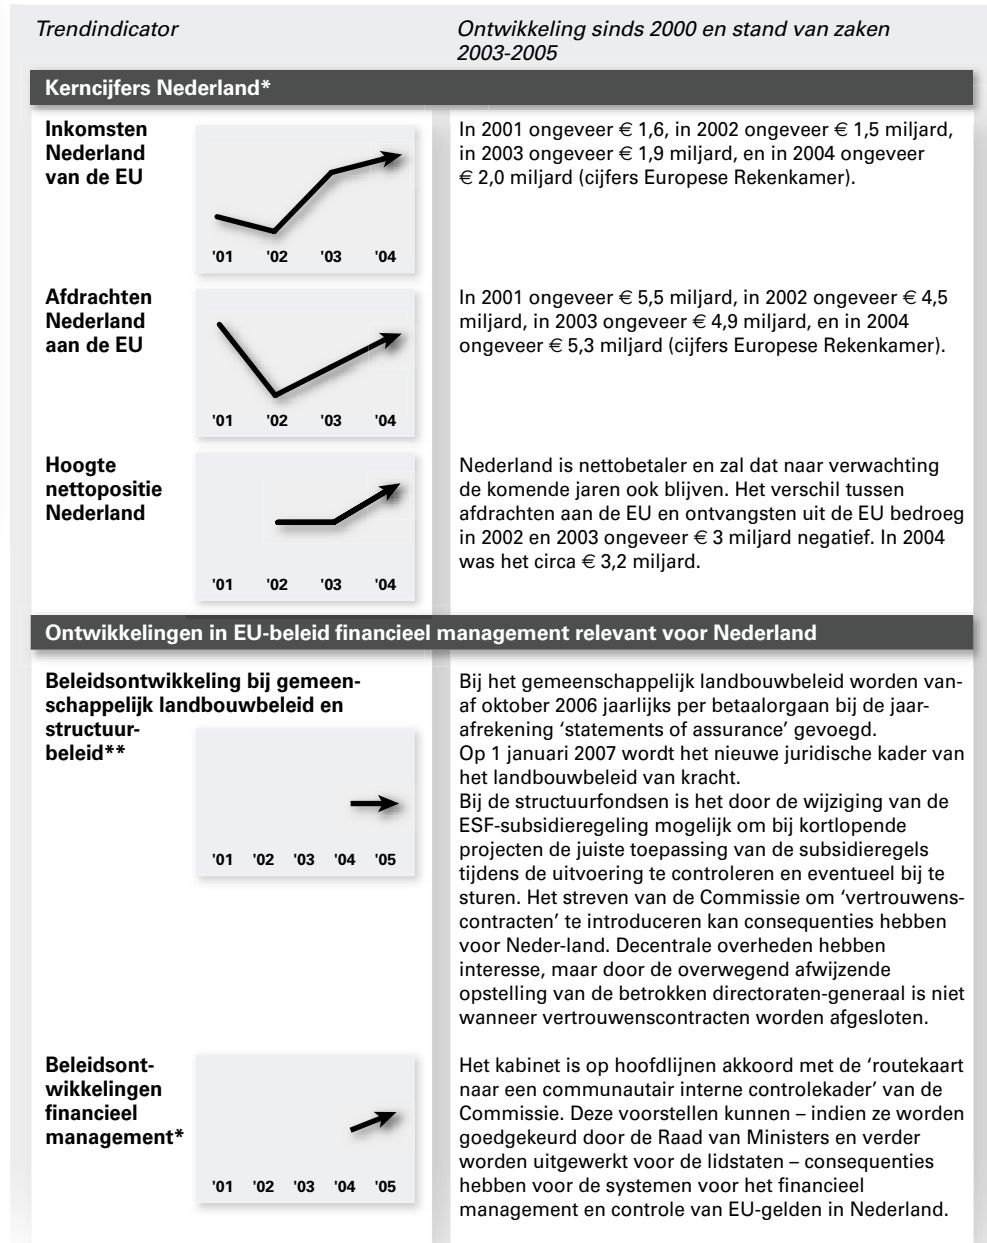 Trendindicator
Ontwikkeling sinds 2000 en stand van zaken
2003-2005
Kerncijfers Nederland*
Inkomsten
Nederland
van de EU
'01 '02 '03 '04
In 2001 ongeveer € 1,6, in 2002 ongeveer € 1,5 miljard,
in 2003 ongeveer € 1,9 miljard, en in 2004 ongeveer
€ 2,0 miljard (cijfers Europese Rekenkamer).
Afdrachten
Nederland
aan de EU
'01 '02 '03 '04
In 2001 ongeveer € 5,5 miljard, in 2002 ongeveer € 4,5
miljard, in 2003 ongeveer € 4,9 miljard, en in 2004
ongeveer € 5,3 miljard (cijfers Europese Rekenkamer).
Hoogte
nettopositie
Nederland
'01 '02 '03 '04
Nederland is nettobetaler en zal dat naar verwachting
de komende jaren ook blijven. Het verschil tussen
afdrachten aan de EU en ontvangsten uit de EU bedroeg
in 2002 en 2003 ongeveer € 3 miljard negatief. In 2004
was het circa € 3,2 miljard.
Ontwikkelingen in EU-beleid financieel management relevant voor Nederland
Beleidsontwikkeling bij gemeen-
schappelijk landbouwbeleid en
structuur-
beleid**
'01 '02 '03 '04 '05
Bij het gemeenschappelijk landbouwbeleid worden van-
af oktober 2006 jaarlijks per betaalorgaan bij de jaar-
afrekening ‘statements of assurance’ gevoegd.
Op 1 januari 2007 wordt het nieuwe juridische kader van
het landbouwbeleid van kracht.
Bij de structuurfondsen is het door de wijziging van de
ESF-subsidieregeling mogelijk om bij kortlopende
projecten de juiste toepassing van de subsidieregels
tijdens de uitvoering te controleren en eventueel bij te
sturen. Het streven van de Commissie om ‘vertrouwens-
contracten’ te introduceren kan consequenties hebben
voor Neder-land. Decentrale overheden hebben
interesse, maar door de overwegend afwijzende
opstelling van de betrokken directoraten-generaal is niet
wanneer vertrouwenscontracten worden afgesloten.
Beleidsont-
wikkelingen
financieel
management*
'01 '02 '03 '04 '05
Het kabinet is op hoofdlijnen akkoord met de ‘routekaart
naar een communautair interne controlekader’ van de
Commissie. Deze voorstellen kunnen – indien ze worden
goedgekeurd door de Raad van Ministers en verder
worden uitgewerkt voor de lidstaten – consequenties
hebben voor de systemen voor het financieel
management en controle van EU-gelden in Nederland.